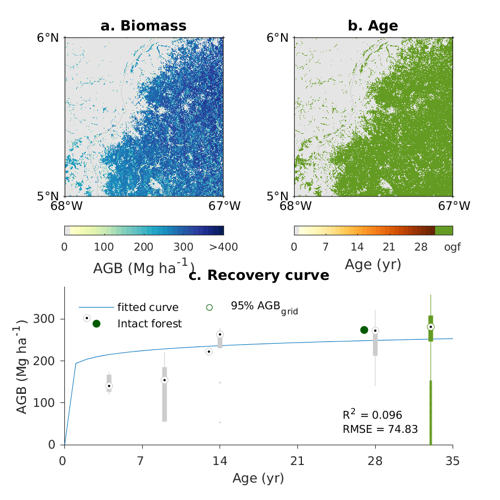 a. Biomass
b. Age
6°N
5°N
68°W
67°W
6°N
5°N
68°W
67°W
0 100 200 300 >400
AGB (Mg ha⁻¹)
0 7 14 21 28 ogf
Age (yr)
c. Recovery curve
fitted curve
Intact forest
95% AGBgrid
AGB (Mg ha⁻¹)
300
200
100
0
R² = 0.096
RMSE = 74.83
0 7 14 21 28 35
Age (yr)